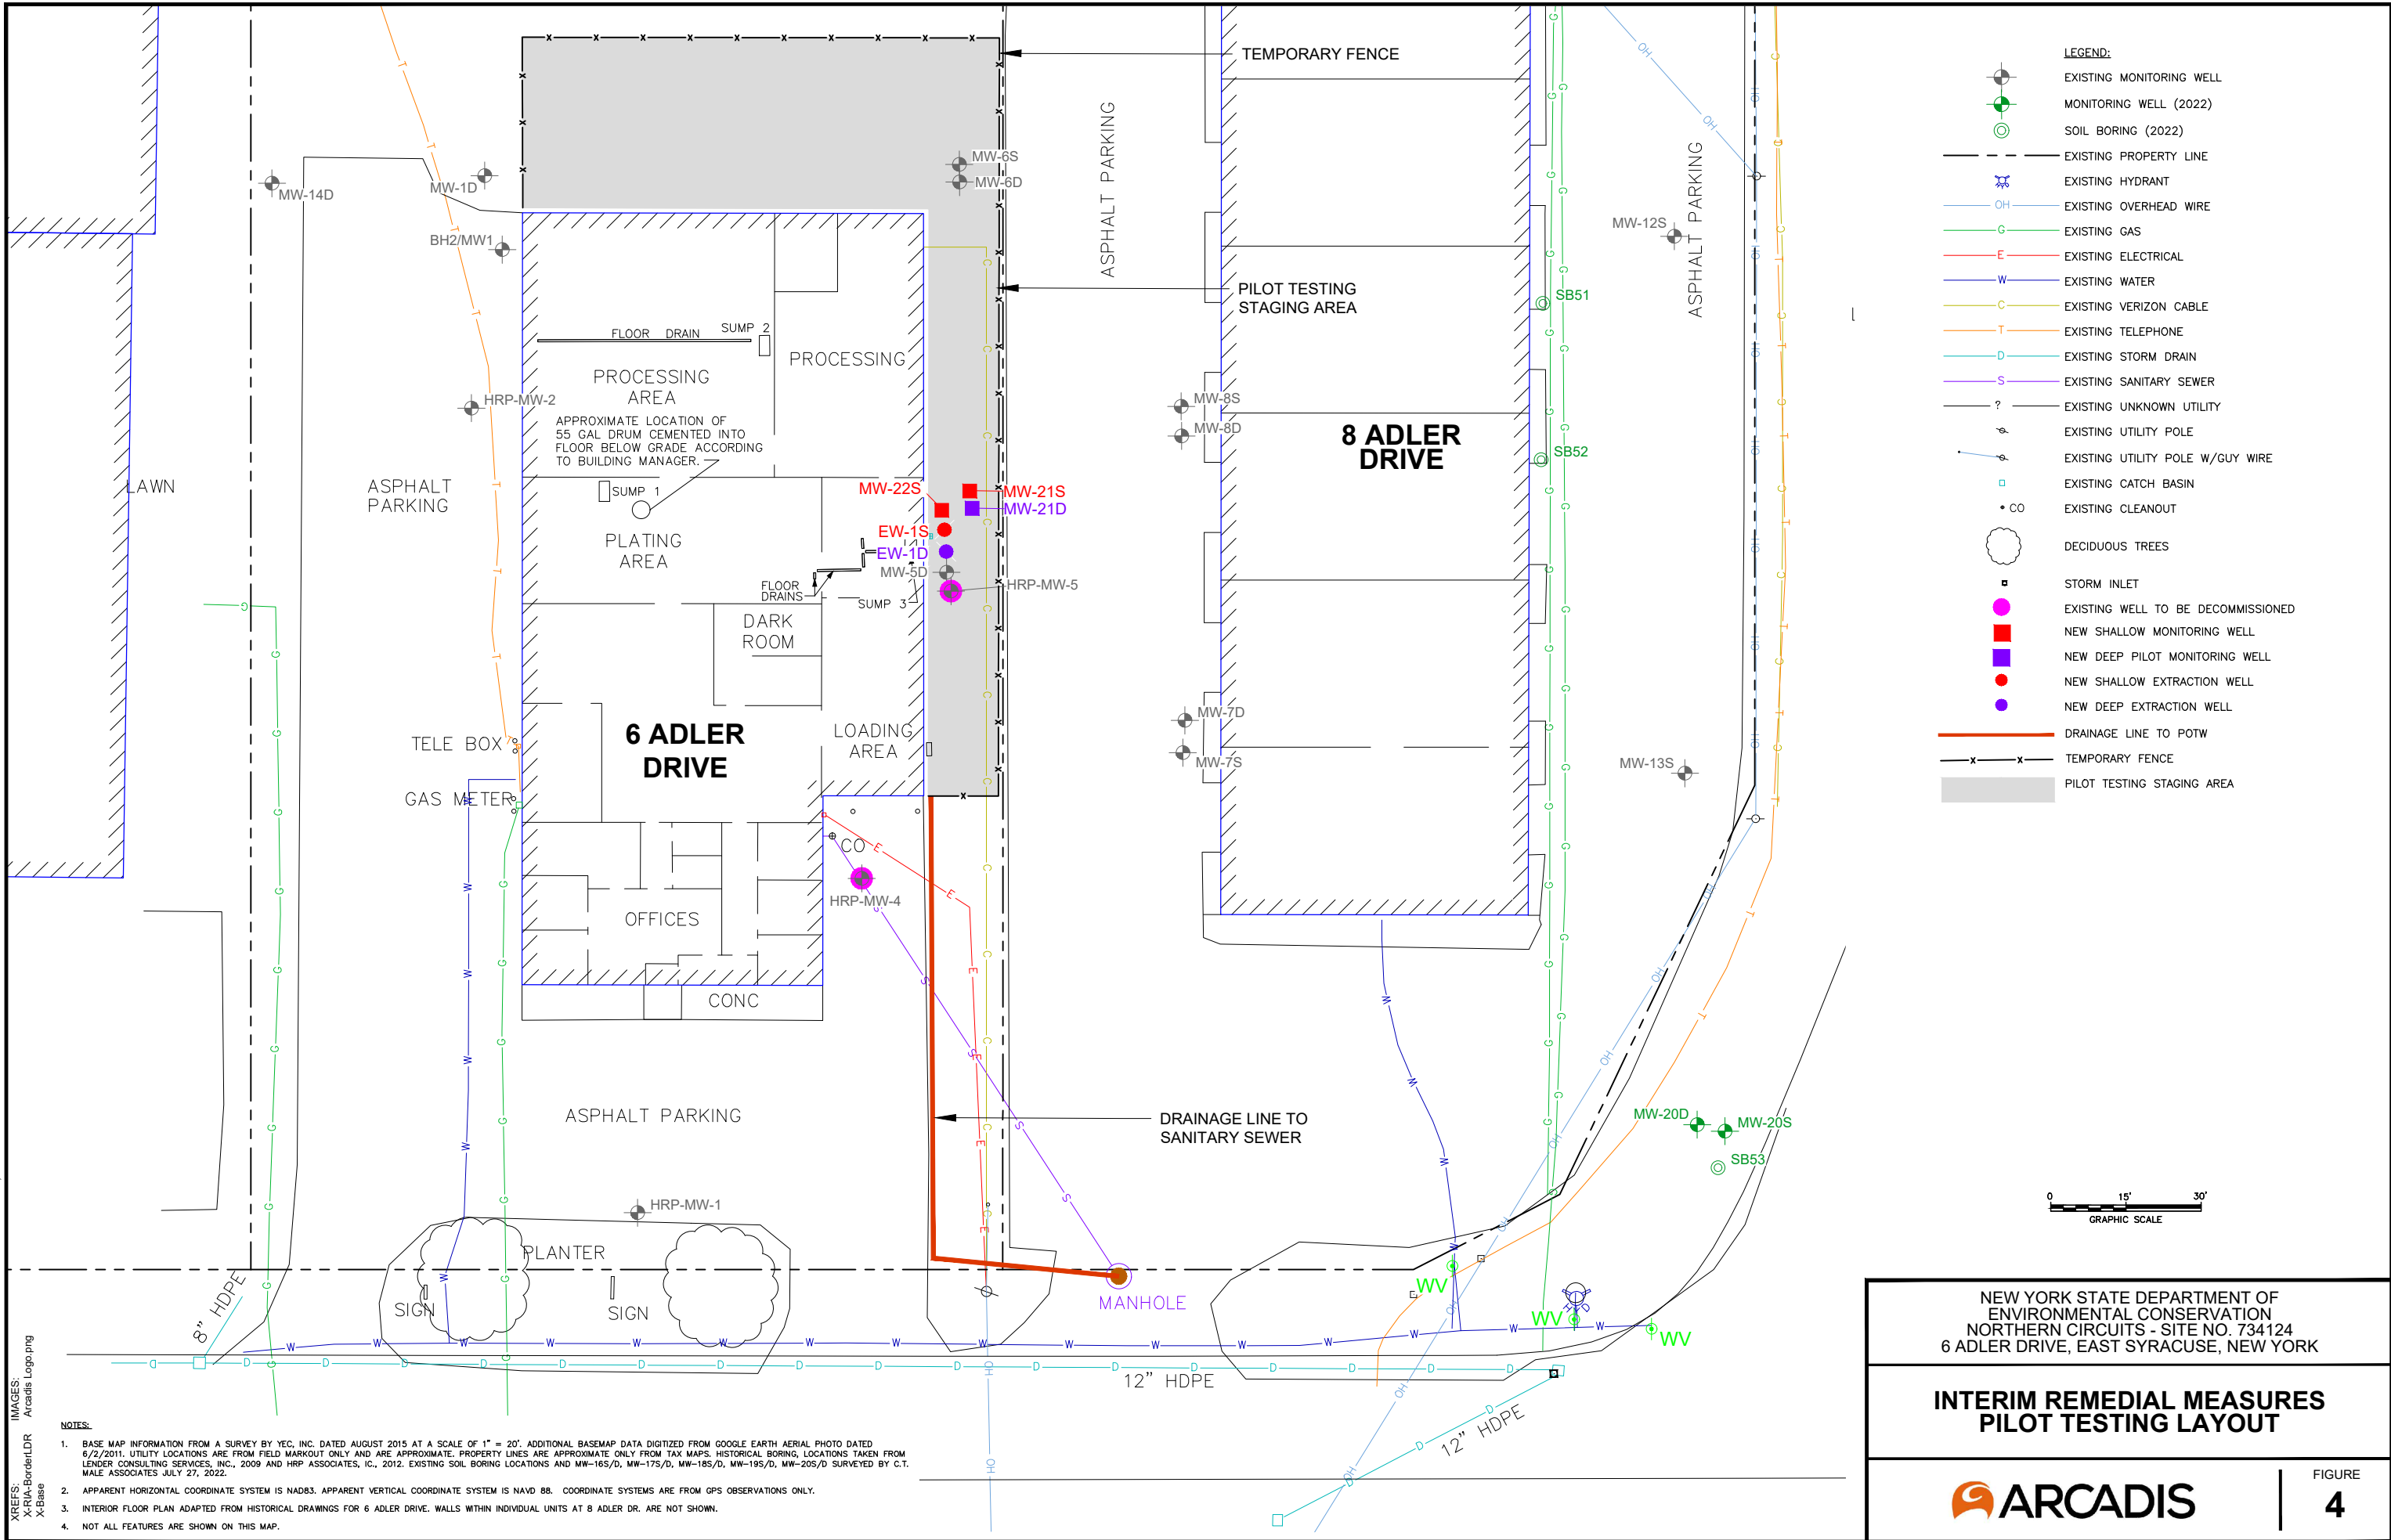 TEMPORARY FENCE
ASPHALT PARKING
PILOT TESTING
STAGING AREA
MW-6S
MW-6D
MW-14D
MW-1D
BH2/MW1
HRP-MW-2
LAWN
ASPHALT
PARKING
FLOOR DRAIN
SUMP 2
PROCESSING
PROCESSING
AREA
APPROXIMATE LOCATION OF
55 GAL DRUM CEMENTED INTO
FLOOR BELOW GRADE ACCORDING
TO BUILDING MANAGER.
SUMP 1
PLATING
AREA
FLOOR
DRAINS
SUMP 3
DARK
ROOM
MW-22S
MW-21S
MW-21D
EW-1S
EW-1D
MW-5D
HRP-MW-5
6 ADLER
DRIVE
LOADING
AREA
TELE BOX
GAS METER
CO
HRP-MW-4
OFFICES
CONC
ASPHALT PARKING
HRP-MW-1
PLANTER
SIGN
SIGN
8" HDPE
DRAINAGE LINE TO
SANITARY SEWER
MANHOLE
12" HDPE
12" HDPE
MW-8S
MW-8D
MW-7D
MW-7S
8 ADLER
DRIVE
SB51
SB52
MW-12S
ASPHALT PARKING
MW-13S
MW-20D
MW-20S
SB53
WV
WV
WV
HYD
LEGEND:
EXISTING MONITORING WELL
MONITORING WELL (2022)
SOIL BORING (2022)
EXISTING PROPERTY LINE
EXISTING HYDRANT
OH EXISTING OVERHEAD WIRE
G EXISTING GAS
E EXISTING ELECTRICAL
W EXISTING WATER
C EXISTING VERIZON CABLE
T EXISTING TELEPHONE
D EXISTING STORM DRAIN
S EXISTING SANITARY SEWER
? EXISTING UNKNOWN UTILITY
EXISTING UTILITY POLE
EXISTING UTILITY POLE W/GUY WIRE
EXISTING CATCH BASIN
CO EXISTING CLEANOUT
DECIDUOUS TREES
STORM INLET
EXISTING WELL TO BE DECOMMISSIONED
NEW SHALLOW MONITORING WELL
NEW DEEP PILOT MONITORING WELL
NEW SHALLOW EXTRACTION WELL
NEW DEEP EXTRACTION WELL
DRAINAGE LINE TO POTW
x x TEMPORARY FENCE
PILOT TESTING STAGING AREA
0 15' 30'
GRAPHIC SCALE
NEW YORK STATE DEPARTMENT OF
ENVIRONMENTAL CONSERVATION
NORTHERN CIRCUITS - SITE NO. 734124
6 ADLER DRIVE, EAST SYRACUSE, NEW YORK
INTERIM REMEDIAL MEASURES
PILOT TESTING LAYOUT
ARCADIS
FIGURE
4
NOTES:
1. BASE MAP INFORMATION FROM A SURVEY BY YEC, INC. DATED AUGUST 2015 AT A SCALE OF 1" = 20'. ADDITIONAL BASEMAP DATA DIGITIZED FROM GOOGLE EARTH AERIAL PHOTO DATED
6/2/2011. UTILITY LOCATIONS ARE FROM FIELD MARKOUT ONLY AND ARE APPROXIMATE. PROPERTY LINES ARE APPROXIMATE ONLY FROM TAX MAPS. HISTORICAL BORING, LOCATIONS TAKEN FROM
LENDER CONSULTING SERVICES, INC., 2009 AND HRP ASSOCIATES, IC., 2012. EXISTING SOIL BORING LOCATIONS AND MW-16S/D, MW-17S/D, MW-18S/D, MW-19S/D, MW-20S/D SURVEYED BY C.T.
MALE ASSOCIATES JULY 27, 2022.
2. APPARENT HORIZONTAL COORDINATE SYSTEM IS NAD83. APPARENT VERTICAL COORDINATE SYSTEM IS NAVD 88. COORDINATE SYSTEMS ARE FROM GPS OBSERVATIONS ONLY.
3. INTERIOR FLOOR PLAN ADAPTED FROM HISTORICAL DRAWINGS FOR 6 ADLER DRIVE. WALLS WITHIN INDIVIDUAL UNITS AT 8 ADLER DR. ARE NOT SHOWN.
4. NOT ALL FEATURES ARE SHOWN ON THIS MAP.
XREFS:
X-RIA-BorderLDR
X-Base
IMAGES:
Arcadis Logo.png